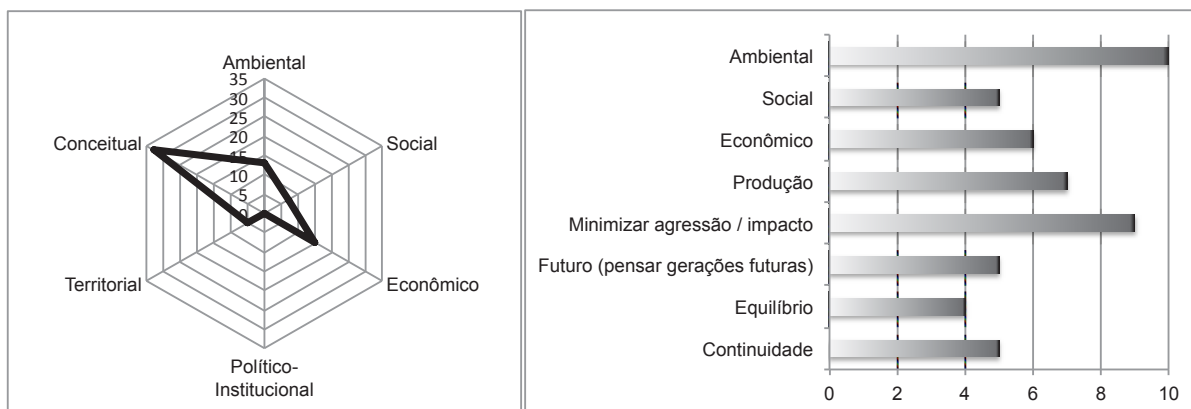 Ambiental
35
30
25
20
15
10
5
0
Conceitual
Social
Territorial
Econômico
Político-
Institucional
Ambiental
Social
Econômico
Produção
Minimizar agressão / impacto
Futuro (pensar gerações futuras)
Equilíbrio
Continuidade
0 2 4 6 8 10